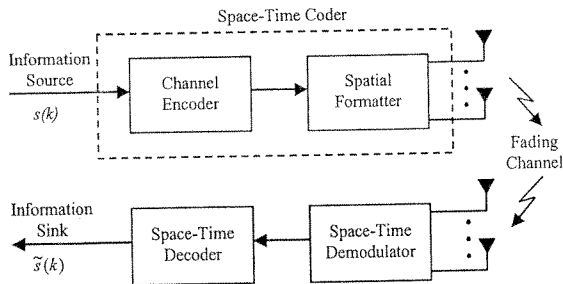 Space-Time Coder
Information
Source
s(k)
Channel
Encoder
Spatial
Formatter
Fading
Channel
Information
Sink
s̃(k)
Space-Time
Decoder
Space-Time
Demodulator